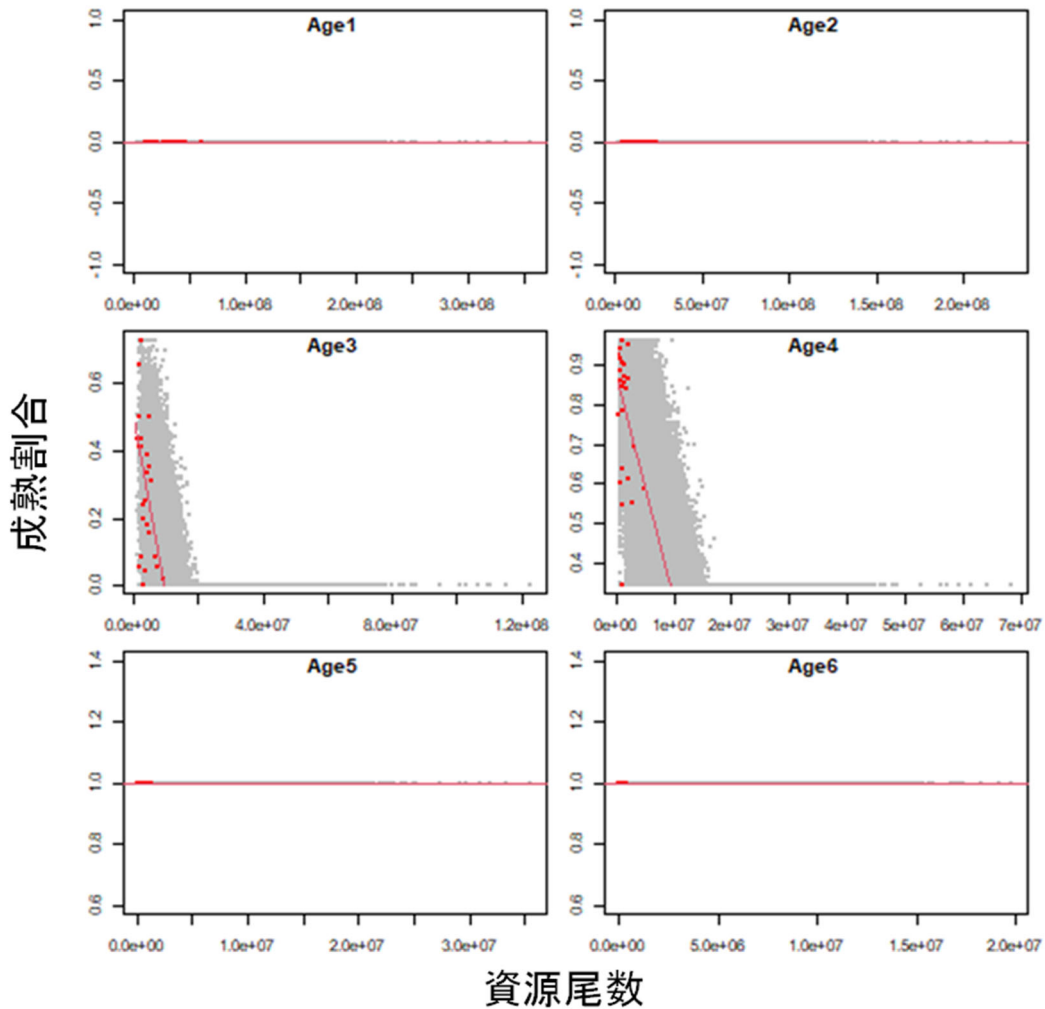 Age1
1.0
0.5
0.0
-0.5
-1.0
0.0e+00 1.0e+08 2.0e+08 3.0e+08
Age2
1.0
0.5
0.0
-0.5
-1.0
0.0e+00 5.0e+07 1.0e+08 1.5e+08 2.0e+08
成熟割合
Age3
0.6
0.4
0.2
0.0
0.0e+00 4.0e+07 8.0e+07 1.2e+08
Age4
0.9
0.8
0.7
0.6
0.5
0.4
0e+00 1e+07 2e+07 3e+07 4e+07 5e+07 6e+07 7e+07
Age5
1.4
1.2
1.0
0.8
0.6
0.0e+00 1.0e+07 2.0e+07 3.0e+07
Age6
1.4
1.2
1.0
0.8
0.6
0.0e+00 5.0e+06 1.0e+07 1.5e+07 2.0e+07
資源尾数